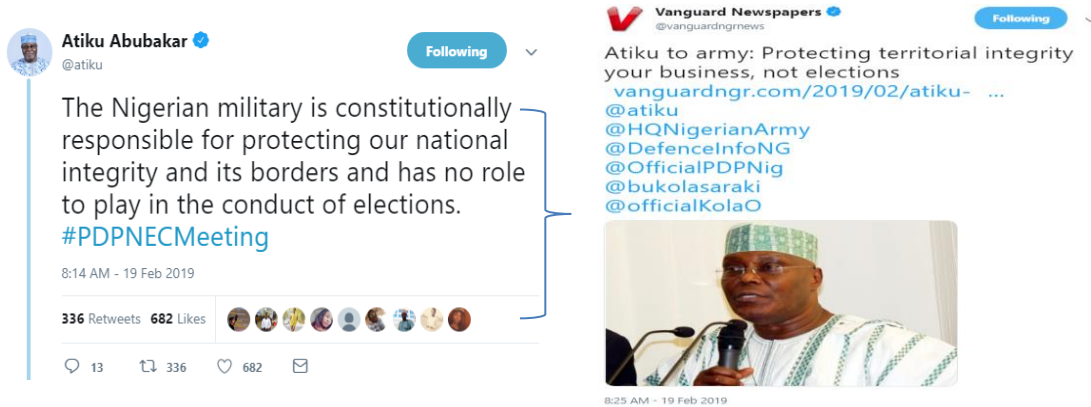 Atiku Abubakar
@atiku
Following
The Nigerian military is constitutionally
responsible for protecting our national
integrity and its borders and has no role
to play in the conduct of elections.
#PDPNECMeeting
8:14 AM - 19 Feb 2019
336 Retweets 682 Likes
13 336 682
Vanguard Newspapers
@vanguardngrnews
Following
Atiku to army: Protecting territorial integrity
your business, not elections
vanguardngr.com/2019/02/atiku- ...
@atiku
@HQNigerianArmy
@DefenceInfoNG
@OfficialPDPNig
@bukolasaraki
@officialKolaO
8:25 AM - 19 Feb 2019